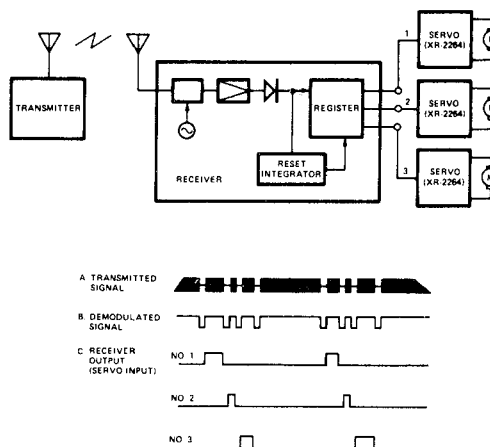 1
SERVO
(XR-2264)
TRANSMITTER
REGISTER
2
SERVO
(XR-2264)
RESET
INTEGRATOR
RECEIVER
3
SERVO
(XR-2264)
A. TRANSMITTED
SIGNAL
B. DEMODULATED
SIGNAL
C. RECEIVER
OUTPUT
(SERVO INPUT)
NO 1
NO 2
NO 3